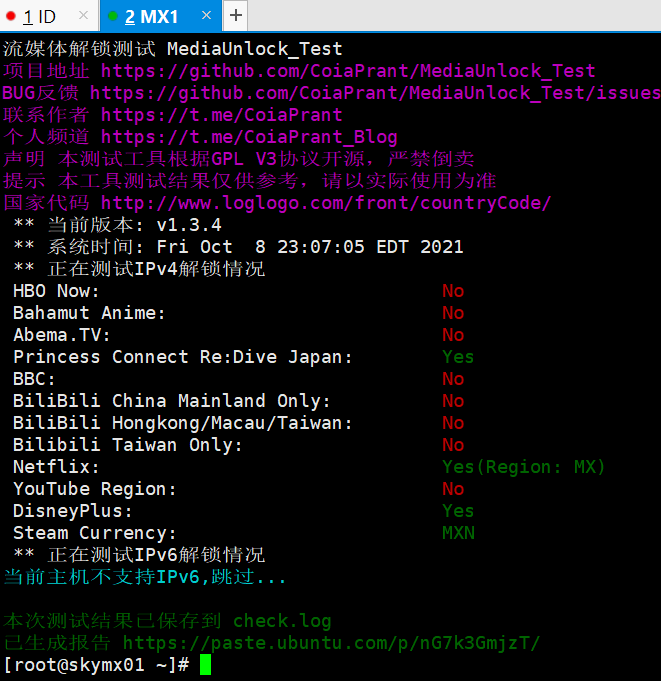 1 ID × 2 MX1 × +
流媒体解锁测试 MediaUnlock_Test
项目地址 https://github.com/CoiaPrant/MediaUnlock_Test
BUG反馈 https://github.com/CoiaPrant/MediaUnlock_Test/issues
联系作者 https://t.me/CoiaPrant
个人频道 https://t.me/CoiaPrant_Blog
声明 本测试工具根据GPL V3协议开源，严禁倒卖
提示 本工具测试结果仅供参考，请以实际使用为准
国家代码 http://www.loglogo.com/front/countryCode/
** 当前版本: v1.3.4
** 系统时间: Fri Oct  8 23:07:05 EDT 2021
** 正在测试IPv4解锁情况
HBO Now: No
Bahamut Anime: No
Abema.TV: No
Princess Connect Re:Dive Japan: Yes
BBC: No
BiliBili China Mainland Only: No
BiliBili Hongkong/Macau/Taiwan: No
Bilibili Taiwan Only: No
Netflix: Yes(Region: MX)
YouTube Region: No
DisneyPlus: Yes
Steam Currency: MXN
** 正在测试IPv6解锁情况
当前主机不支持IPv6,跳过...
本次测试结果已保存到 check.log
已生成报告 https://paste.ubuntu.com/p/nG7k3GmjzT/
[root@skymx01 ~]#